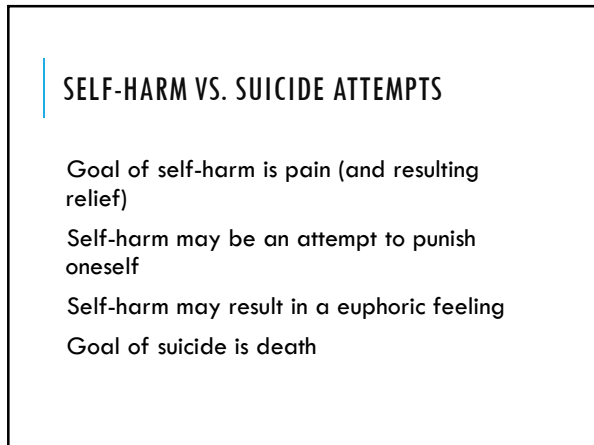 SELF-HARM VS. SUICIDE ATTEMPTS
Goal of self-harm is pain (and resulting
relief)
Self-harm may be an attempt to punish
oneself
Self-harm may result in a euphoric feeling
Goal of suicide is death